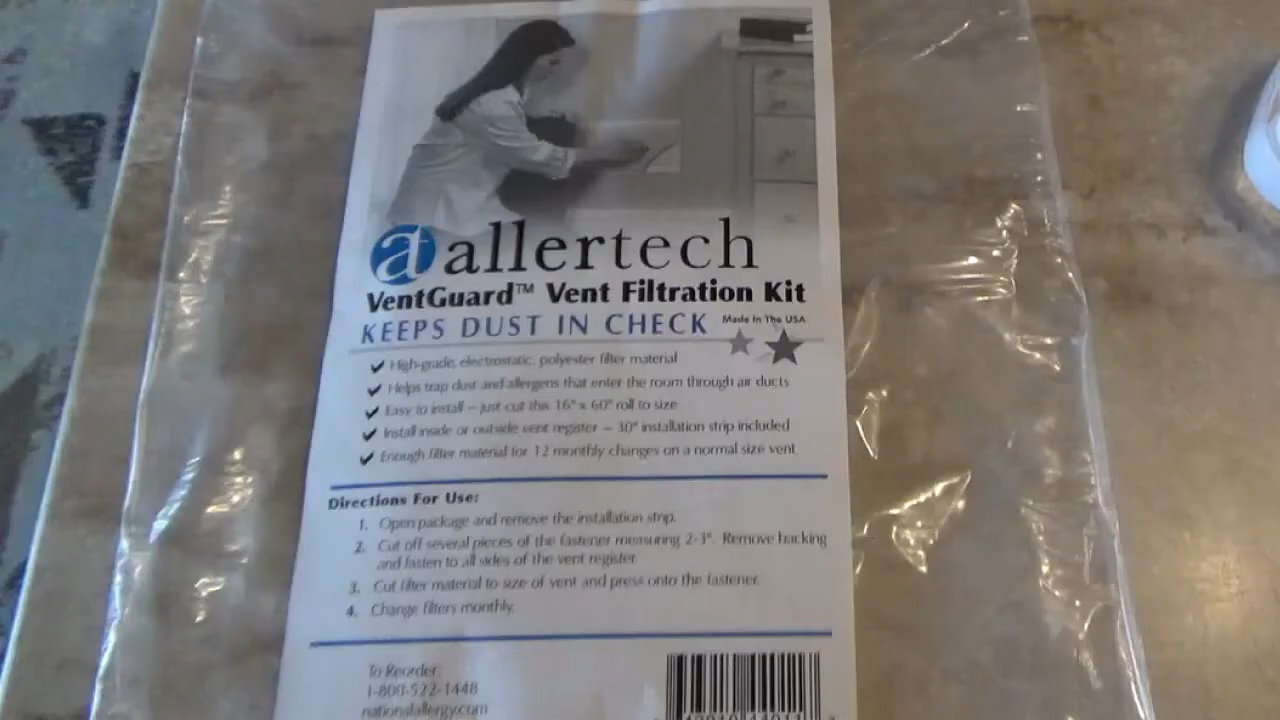 at allertech
VentGuard™ Vent Filtration Kit
KEEPS DUST IN CHECK
Made In The USA
High-grade, electrostatic, polyester filter material
Helps trap dust and allergens that enter the room through air ducts
Easy to install – just cut this 16" x 60" roll to size
Install inside or outside vent register – 30" installation strip included
Enough filter material for 12 monthly changes on a normal size vent
Directions For Use:
1. Open package and remove the installation strip.
2. Cut off several pieces of the fastener measuring 2-3". Remove backing
and fasten to all sides of the vent register.
3. Cut filter material to size of vent and press onto the fastener.
4. Change filters monthly.
To Reorder:
1-800-522-1448
nationalallergy.com